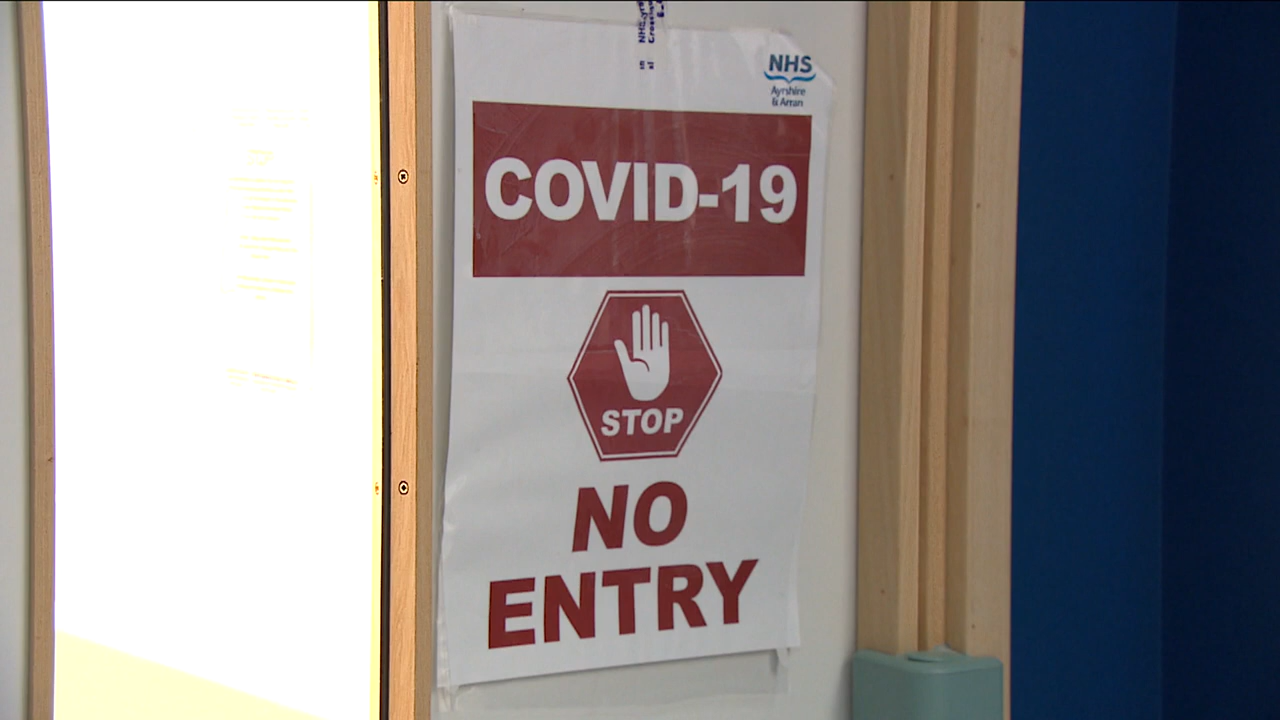 NHS
Ayrshire
& Arran
COVID-19
STOP
NO
ENTRY